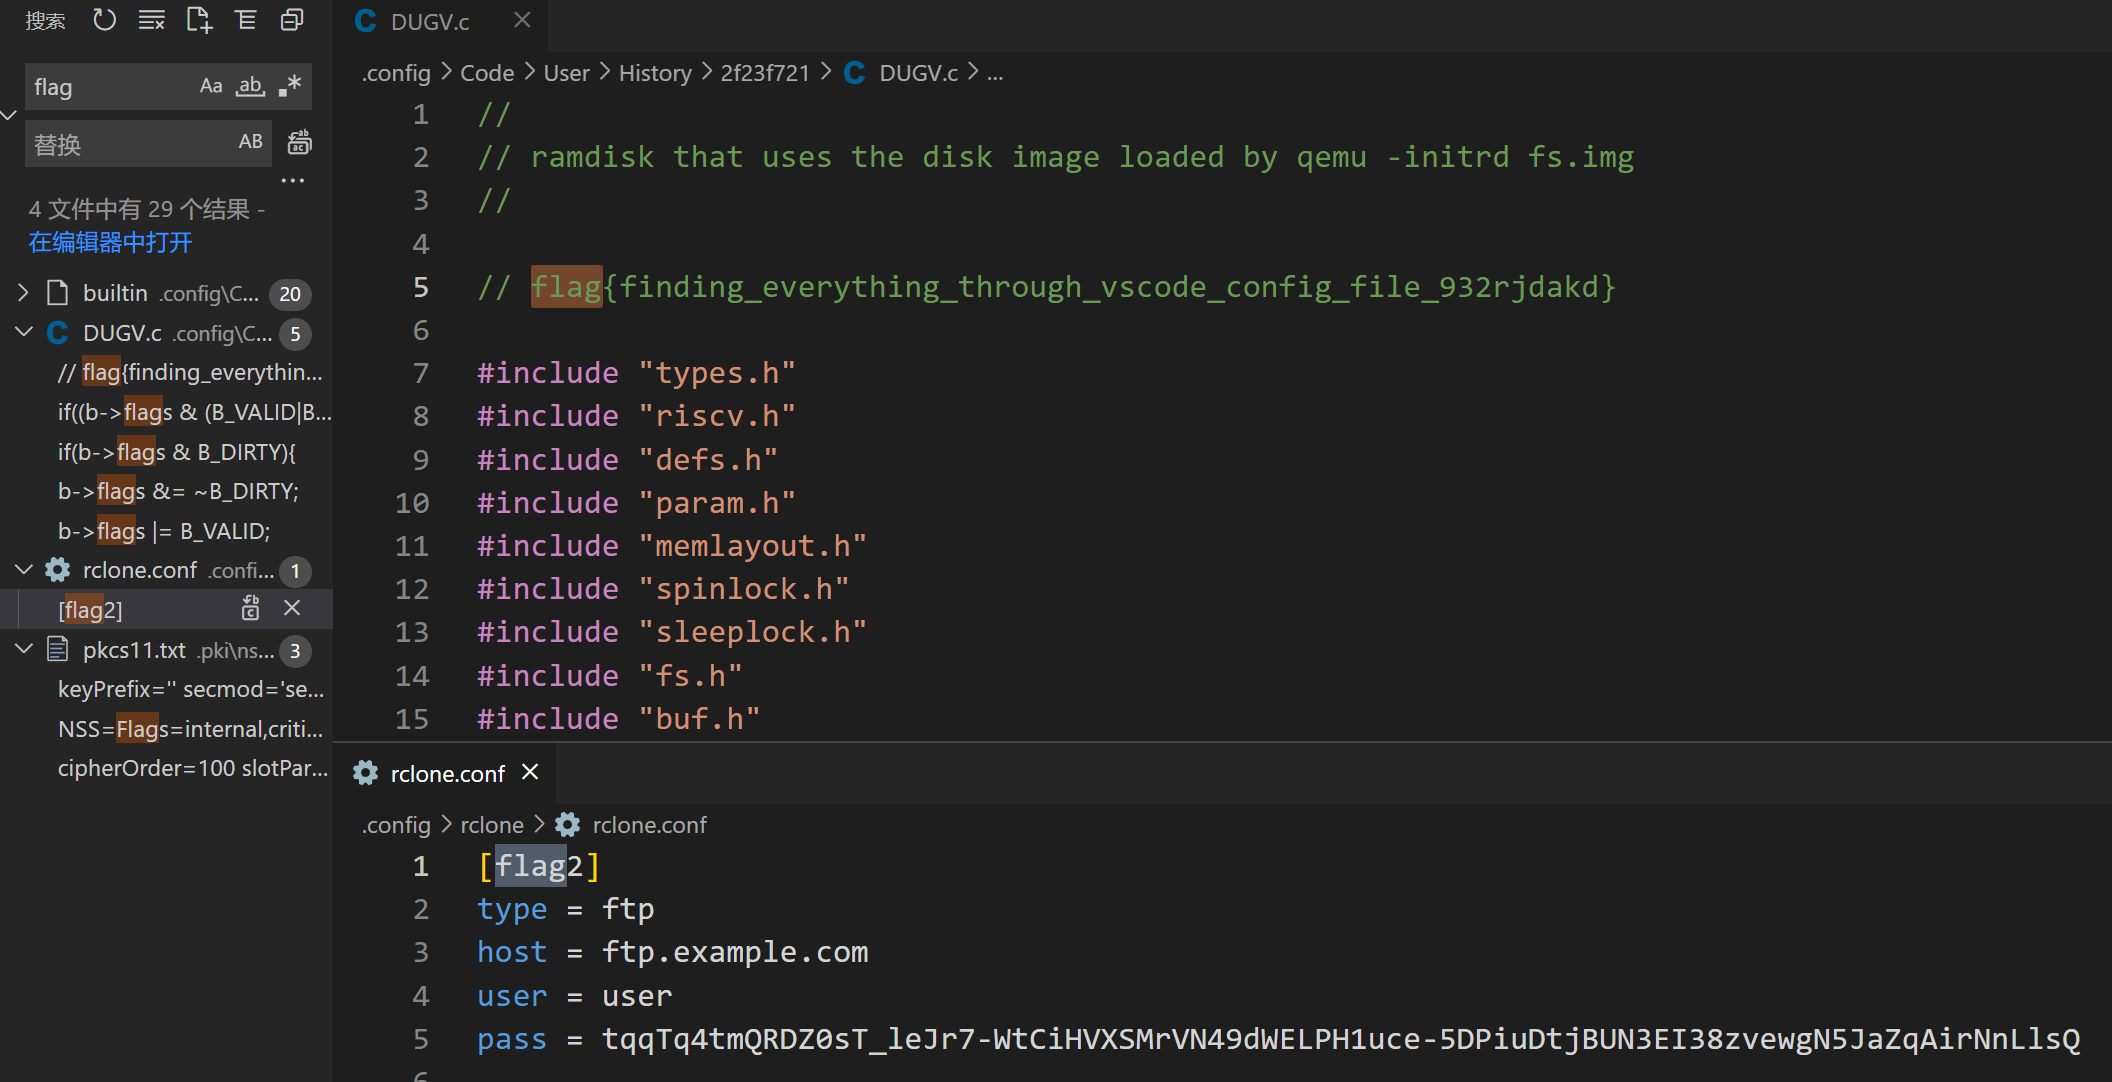 搜索
flag Aa ab .*
替换 AB
...
4 文件中有 29 个结果 -
在编辑器中打开
builtin .config\C... 20
DUGV.c .config\C... 5
// flag{finding_everythin...
if((b->flags & (B_VALID|B...
if(b->flags & B_DIRTY){
b->flags &= ~B_DIRTY;
b->flags |= B_VALID;
rclone.conf .confi... 1
[flag2]
pkcs11.txt .pki\ns... 3
keyPrefix='' secmod='se...
NSS=Flags=internal,criti...
cipherOrder=100 slotPar...
DUGV.c
.config > Code > User > History > 2f23f721 > C DUGV.c > ...
1 //
2 // ramdisk that uses the disk image loaded by qemu -initrd fs.img
3 //
4
5 // flag{finding_everything_through_vscode_config_file_932rjdakd}
6
7 #include "types.h"
8 #include "riscv.h"
9 #include "defs.h"
10 #include "param.h"
11 #include "memlayout.h"
12 #include "spinlock.h"
13 #include "sleeplock.h"
14 #include "fs.h"
15 #include "buf.h"
rclone.conf
.config > rclone > rclone.conf
1 [flag2]
2 type = ftp
3 host = ftp.example.com
4 user = user
5 pass = tqqTq4tmQRDZ0sT_leJr7-WtCiHVXSMrVN49dWELPH1uce-5DPiuDtjBUN3EI38zvewgN5JaZqAirNnLlsQ
6